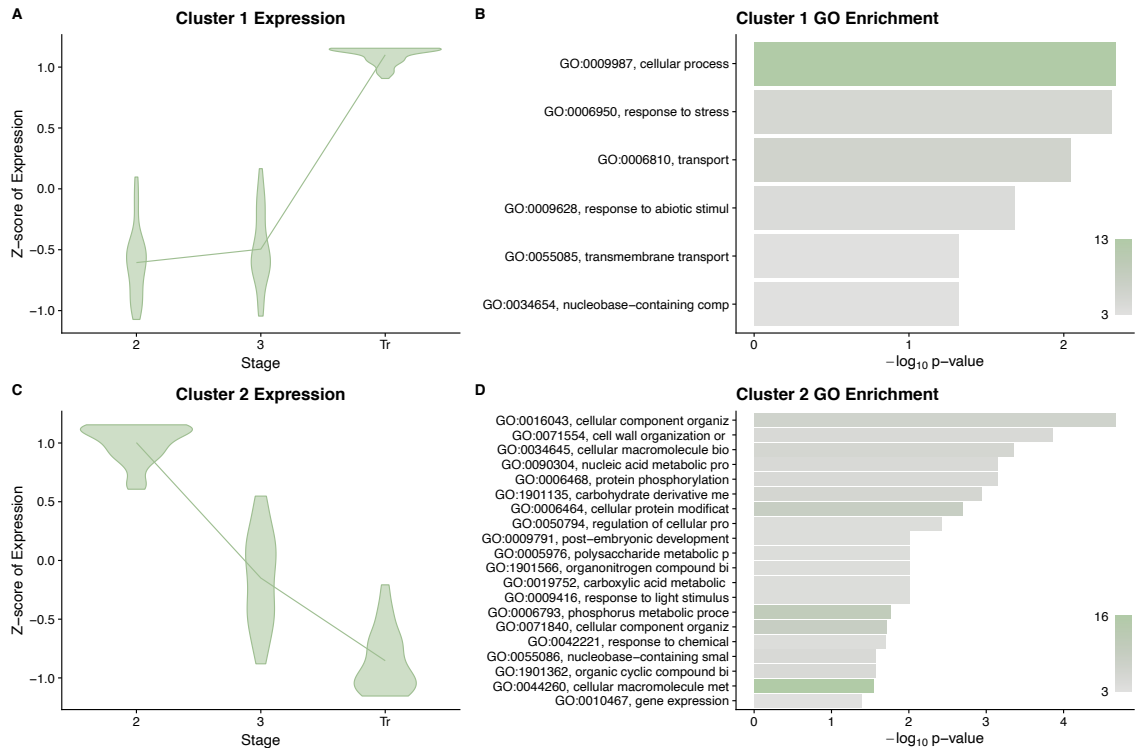 A
Cluster 1 Expression
Z−score of Expression
1.0
0.5
0.0
−0.5
−1.0
2
3
Tr
Stage
B
Cluster 1 GO Enrichment
GO:0009987, cellular process
GO:0006950, response to stress
GO:0006810, transport
GO:0009628, response to abiotic stimul
GO:0055085, transmembrane transport
GO:0034654, nucleobase−containing comp
13
3
0
1
2
−log10 p−value
C
Cluster 2 Expression
Z−score of Expression
1.0
0.5
0.0
−0.5
−1.0
2
3
Tr
Stage
D
Cluster 2 GO Enrichment
GO:0016043, cellular component organiz
GO:0071554, cell wall organization or
GO:0034645, cellular macromolecule bio
GO:0090304, nucleic acid metabolic pro
GO:0006468, protein phosphorylation
GO:1901135, carbohydrate derivative me
GO:0006464, cellular protein modificat
GO:0050794, regulation of cellular pro
GO:0009791, post−embryonic development
GO:0005976, polysaccharide metabolic p
GO:1901566, organonitrogen compound bi
GO:0019752, carboxylic acid metabolic
GO:0009416, response to light stimulus
GO:0006793, phosphorus metabolic proce
GO:0071840, cellular component organiz
GO:0042221, response to chemical
GO:0055086, nucleobase−containing smal
GO:1901362, organic cyclic compound bi
GO:0044260, cellular macromolecule met
GO:0010467, gene expression
16
3
0
1
2
3
4
−log10 p−value